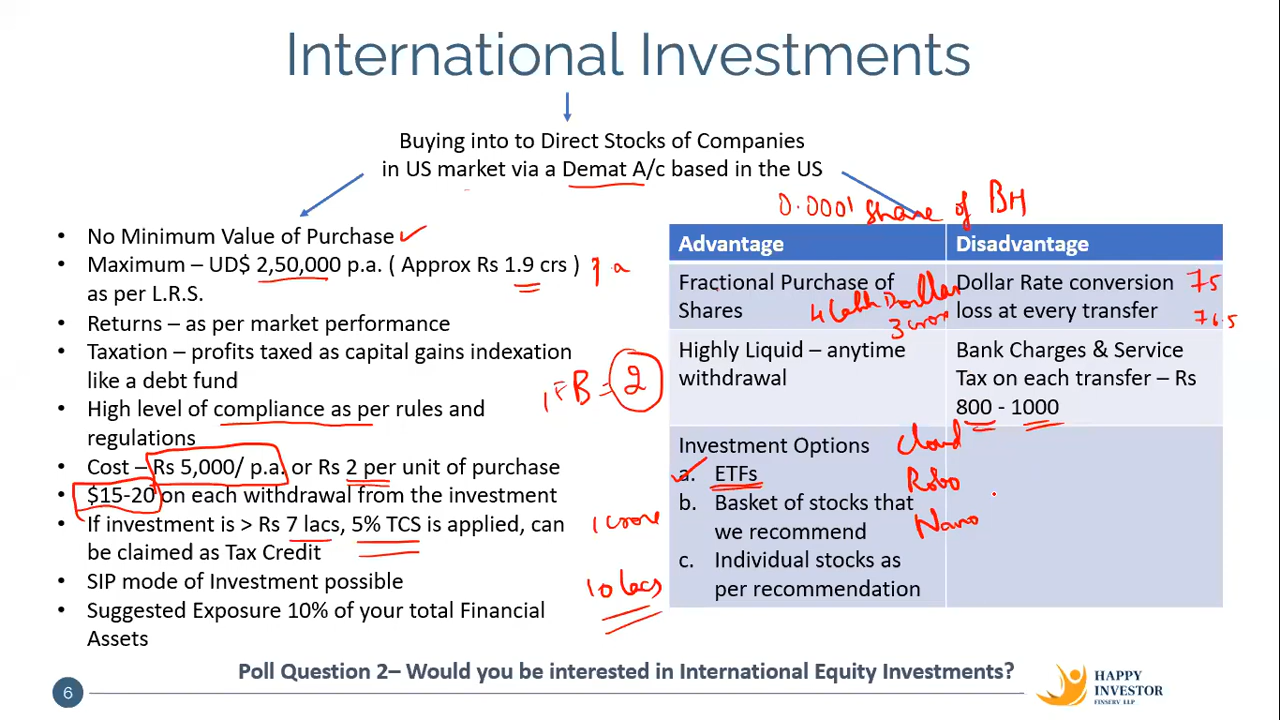 International Investments
Buying into to Direct Stocks of Companies
in US market via a Demat A/c based in the US
• No Minimum Value of Purchase
• Maximum – UD$ 2,50,000 p.a. ( Approx Rs 1.9 crs ) p.a
as per L.R.S.
• Returns – as per market performance
• Taxation – profits taxed as capital gains indexation
like a debt fund
• High level of compliance as per rules and
regulations
• Cost – Rs 5,000/ p.a. or Rs 2 per unit of purchase
• $15-20 on each withdrawal from the investment
• If investment is > Rs 7 lacs, 5% TCS is applied, can
be claimed as Tax Credit
• SIP mode of Investment possible
• Suggested Exposure 10% of your total Financial
Assets
= 2
1 crore
10 lacs
0.0001 share of BH
Advantage
Disadvantage
Fractional Purchase of
Shares
4 lakh Dollar
3 crore
Dollar Rate conversion
loss at every transfer
75
76.5
Highly Liquid – anytime
withdrawal
Bank Charges & Service
Tax on each transfer – Rs
800 - 1000
Investment Options
a. ETFs
b. Basket of stocks that
we recommend
c. Individual stocks as
per recommendation
Cloud
Robo
Nano
Poll Question 2– Would you be interested in International Equity Investments?
6
HAPPY
INVESTOR
FINSERV LLP